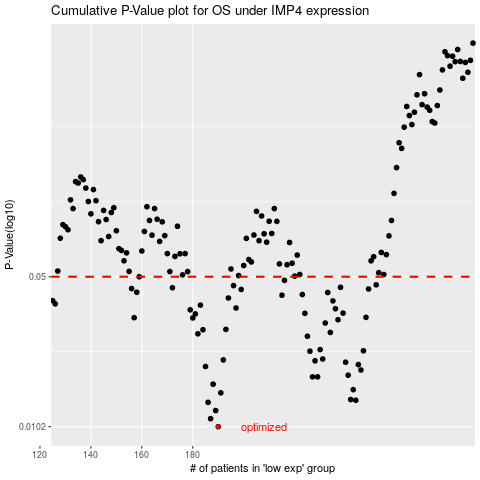 Cumulative P-Value plot for OS under IMP4 expression
P-Value(log10)
0.05
0.0102
optimized
120 140 160 180
# of patients in 'low exp' group